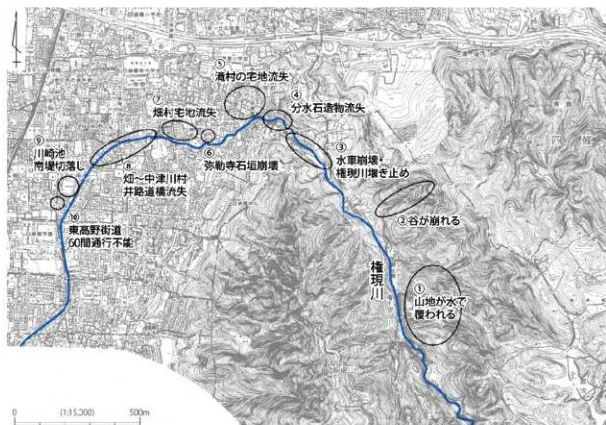 ⑤
滝村の宅地流失
④
分水石造物流失
⑦
畑村宅地流失
③
水車崩壊・
権現川堰き止め
⑨
川崎池
南堤切落し
⑥
弥勒寺石垣崩壊
⑧
畑～中津川村
井路道橋流失
②谷が崩れる
⑩
東高野街道
60間通行不能
権現川
①
山地が水で
覆われる
0 (1:15,000) 500m